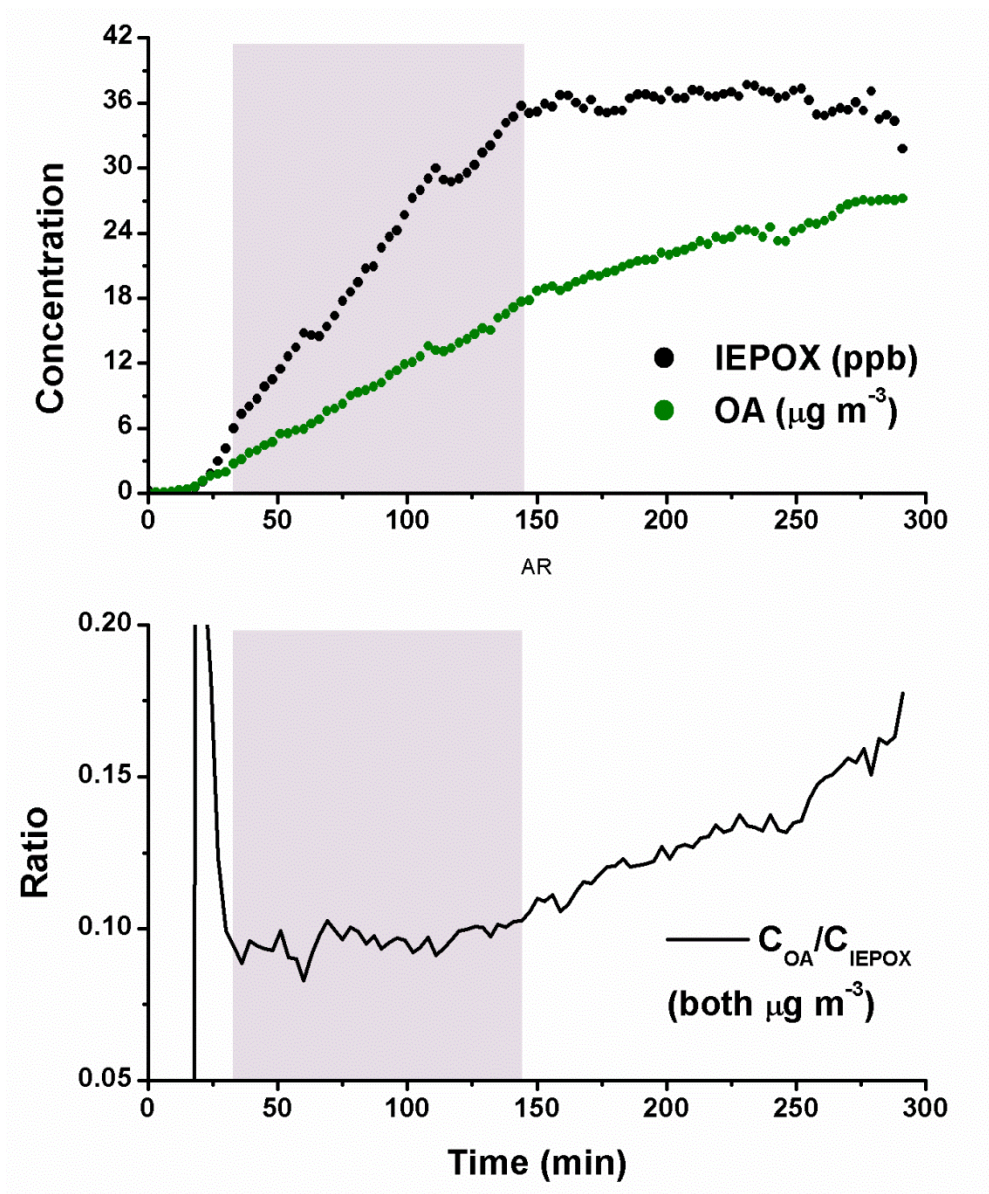 42
36
30
24
18
12
6
0
Concentration
IEPOX (ppb)
OA (μg m⁻³)
0 50 100 150 200 250 300
AR
0.20
0.15
0.10
0.05
Ratio
C_OA/C_IEPOX
(both μg m⁻³)
0 50 100 150 200 250 300
Time (min)